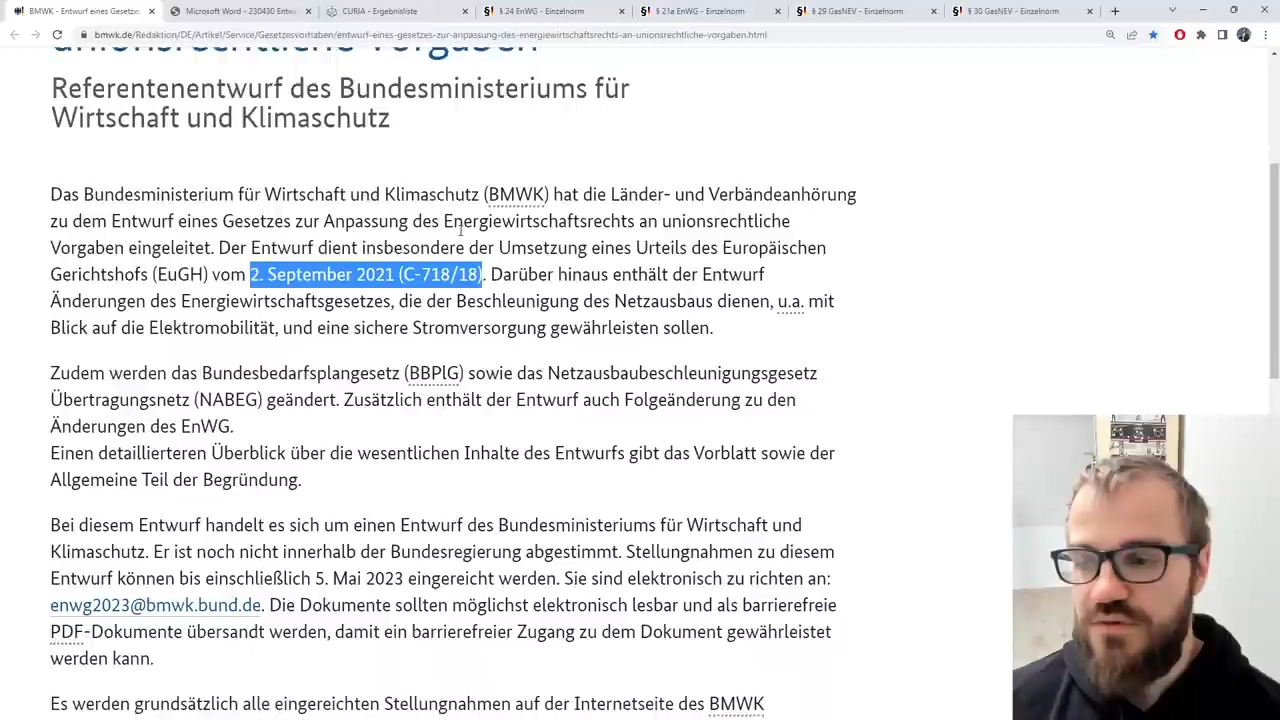 BMWK - Entwurf eines Gesetzes
Microsoft Word - 230430 Entw
CURIA - Ergebnisliste
§ 24 EnWG - Einzelnorm
§ 21a EnWG - Einzelnorm
§ 29 GasNEV - Einzelnorm
§ 30 GasNEV - Einzelnorm
bmwk.de/Redaktion/DE/Artikel/Service/Gesetzesvorhaben/entwurf-eines-gesetzes-zur-anpassung-des-energiewirtschaftsrechts-an-unionsrechtliche-vorgaben.html
unionsrechtliche Vorgaben
Referentenentwurf des Bundesministeriums für
Wirtschaft und Klimaschutz
Das Bundesministerium für Wirtschaft und Klimaschutz (BMWK) hat die Länder- und Verbändeanhörung
zu dem Entwurf eines Gesetzes zur Anpassung des Energiewirtschaftsrechts an unionsrechtliche
Vorgaben eingeleitet. Der Entwurf dient insbesondere der Umsetzung eines Urteils des Europäischen
Gerichtshofs (EuGH) vom 2. September 2021 (C-718/18). Darüber hinaus enthält der Entwurf
Änderungen des Energiewirtschaftsgesetzes, die der Beschleunigung des Netzausbaus dienen, u.a. mit
Blick auf die Elektromobilität, und eine sichere Stromversorgung gewährleisten sollen.
Zudem werden das Bundesbedarfsplangesetz (BBPlG) sowie das Netzausbaubeschleunigungsgesetz
Übertragungsnetz (NABEG) geändert. Zusätzlich enthält der Entwurf auch Folgeänderung zu den
Änderungen des EnWG.
Einen detaillierteren Überblick über die wesentlichen Inhalte des Entwurfs gibt das Vorblatt sowie der
Allgemeine Teil der Begründung.
Bei diesem Entwurf handelt es sich um einen Entwurf des Bundesministeriums für Wirtschaft und
Klimaschutz. Er ist noch nicht innerhalb der Bundesregierung abgestimmt. Stellungnahmen zu diesem
Entwurf können bis einschließlich 5. Mai 2023 eingereicht werden. Sie sind elektronisch zu richten an:
enwg2023@bmwk.bund.de. Die Dokumente sollten möglichst elektronisch lesbar und als barrierefreie
PDF-Dokumente übersandt werden, damit ein barrierefreier Zugang zu dem Dokument gewährleistet
werden kann.
Es werden grundsätzlich alle eingereichten Stellungnahmen auf der Internetseite des BMWK